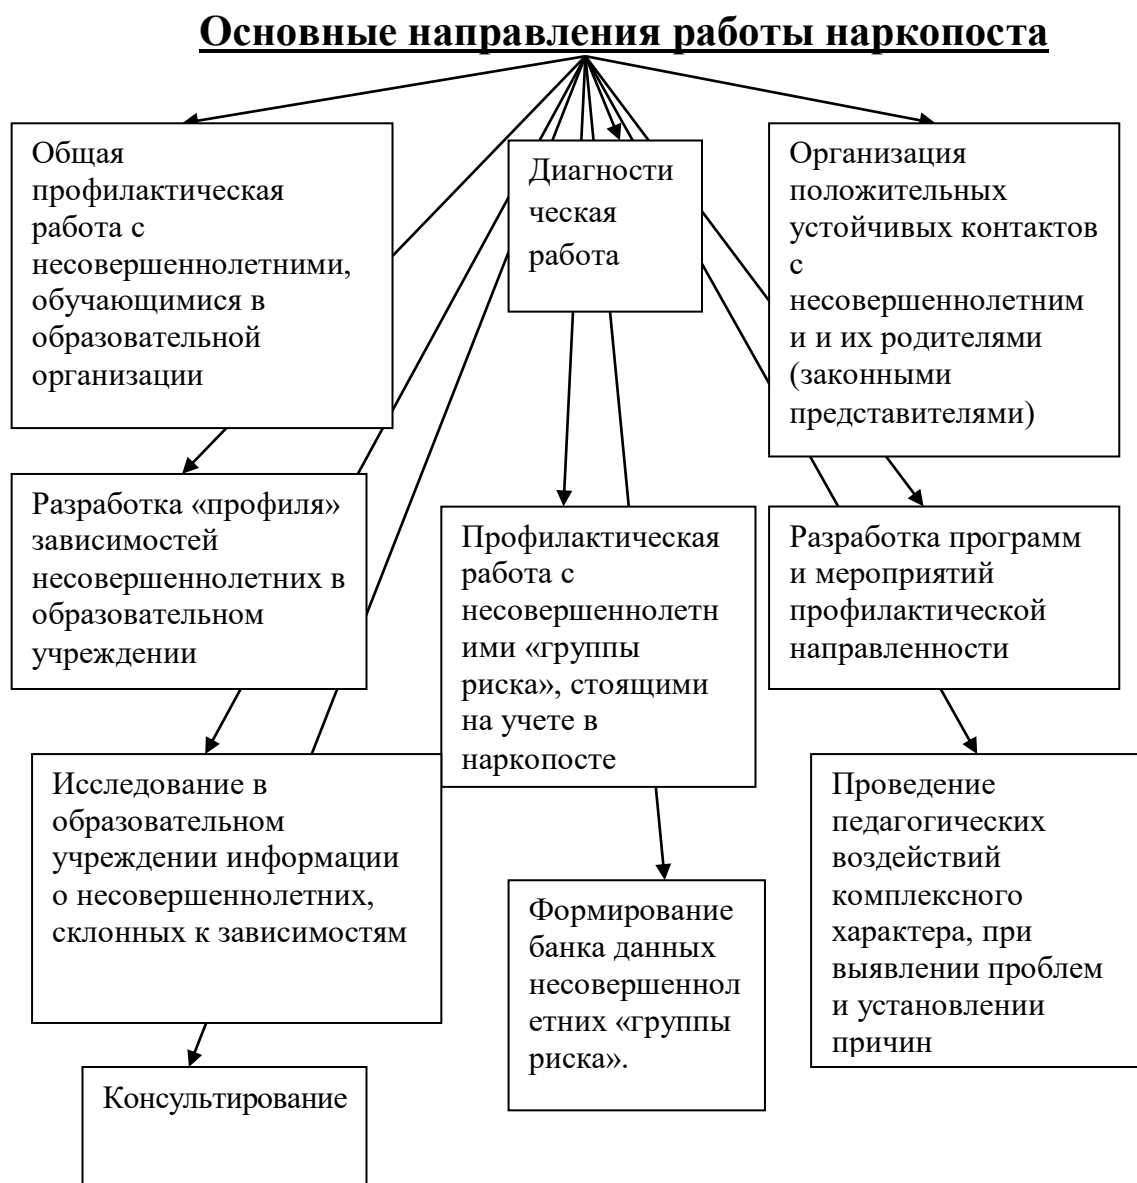 Основные направления работы наркопоста
Общая
профилактическая
работа с
несовершеннолетними,
обучающимися в
образовательной
организации
Диагности
ческая
работа
Организация
положительных
устойчивых контактов
с
несовершеннолетним
и и их родителями
(законными
представителями)
Разработка «профиля»
зависимостей
несовершеннолетних в
образовательном
учреждении
Профилактическая
работа с
несовершеннолетн
ими «группы
риска», стоящими
на учете в
наркопосте
Разработка программ
и мероприятий
профилактической
направленности
Исследование в
образовательном
учреждении информации
о несовершеннолетних,
склонных к зависимостям
Формирование
банка данных
несовершеннол
етних «группы
риска».
Проведение
педагогических
воздействий
комплексного
характера, при
выявлении проблем
и установлении
причин
Консультирование